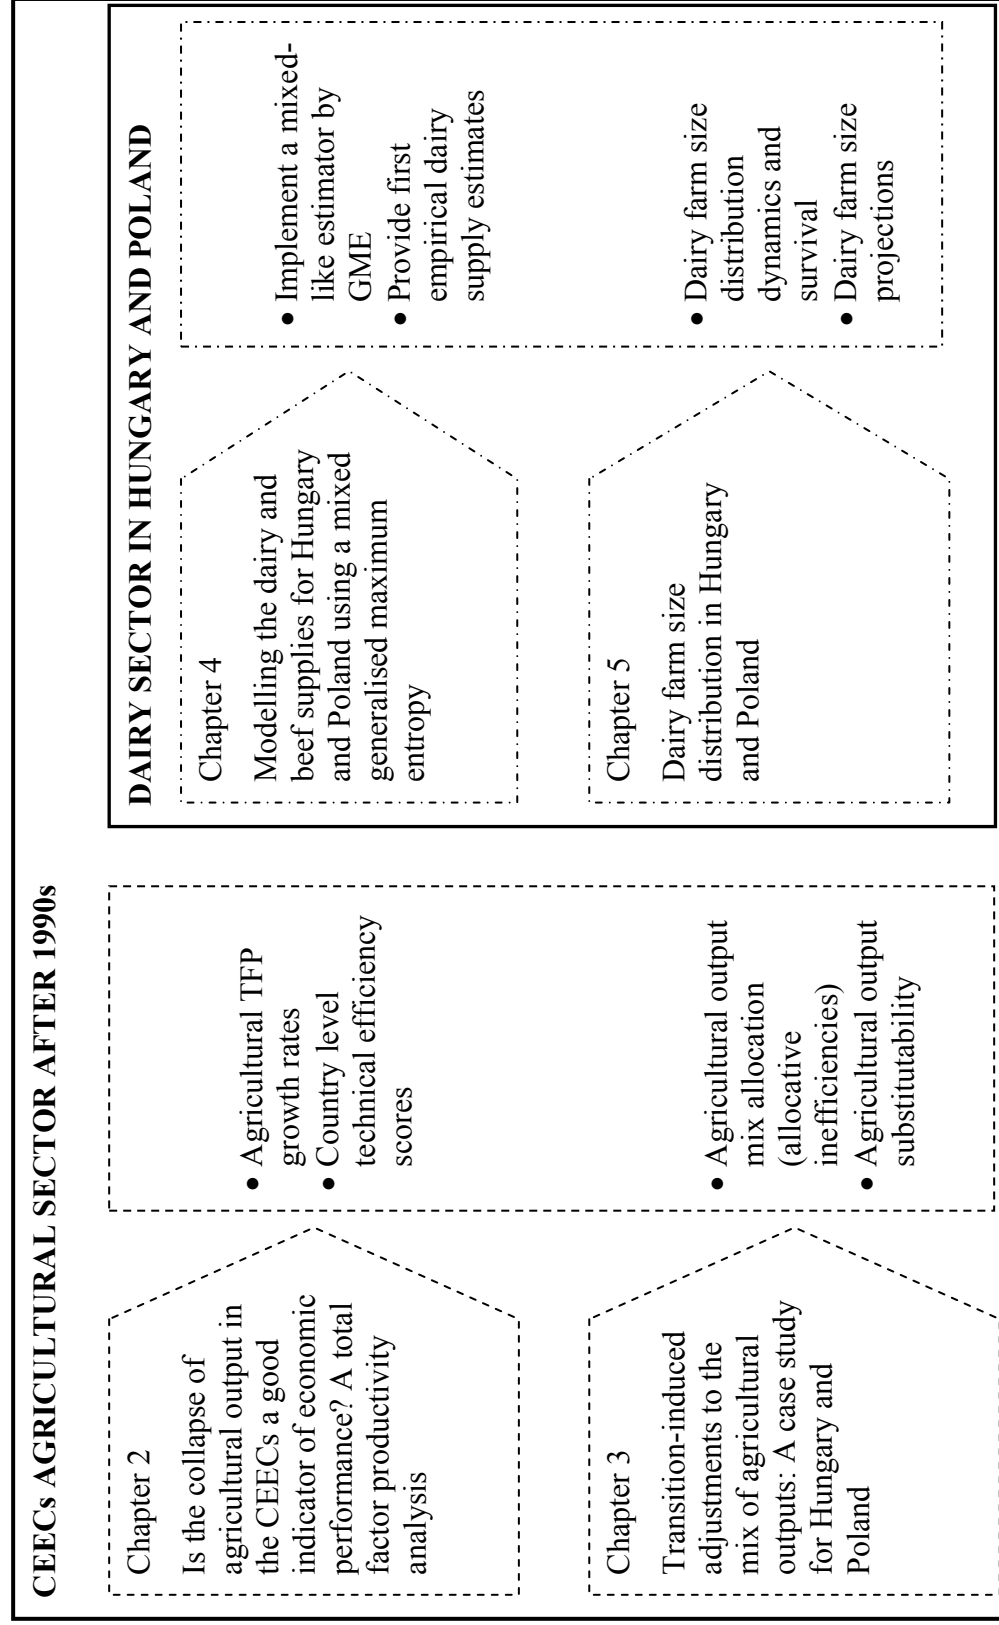 CEECs AGRICULTURAL SECTOR AFTER 1990s
Chapter 2
Is the collapse of
agricultural output in
the CEECs a good
indicator of economic
performance? A total
factor productivity
analysis
• Agricultural TFP
growth rates
• Country level
technical efficiency
scores
Chapter 3
Transition-induced
adjustments to the
mix of agricultural
outputs: A case study
for Hungary and
Poland
• Agricultural output
mix allocation
(allocative
inefficiencies)
• Agricultural output
substitutability
DAIRY SECTOR IN HUNGARY AND POLAND
Chapter 4
Modelling the dairy and
beef supplies for Hungary
and Poland using a mixed
generalised maximum
entropy
• Implement a mixed-
like estimator by
GME
• Provide first
empirical dairy
supply estimates
Chapter 5
Dairy farm size
distribution in Hungary
and Poland
• Dairy farm size
distribution
dynamics and
survival
• Dairy farm size
projections